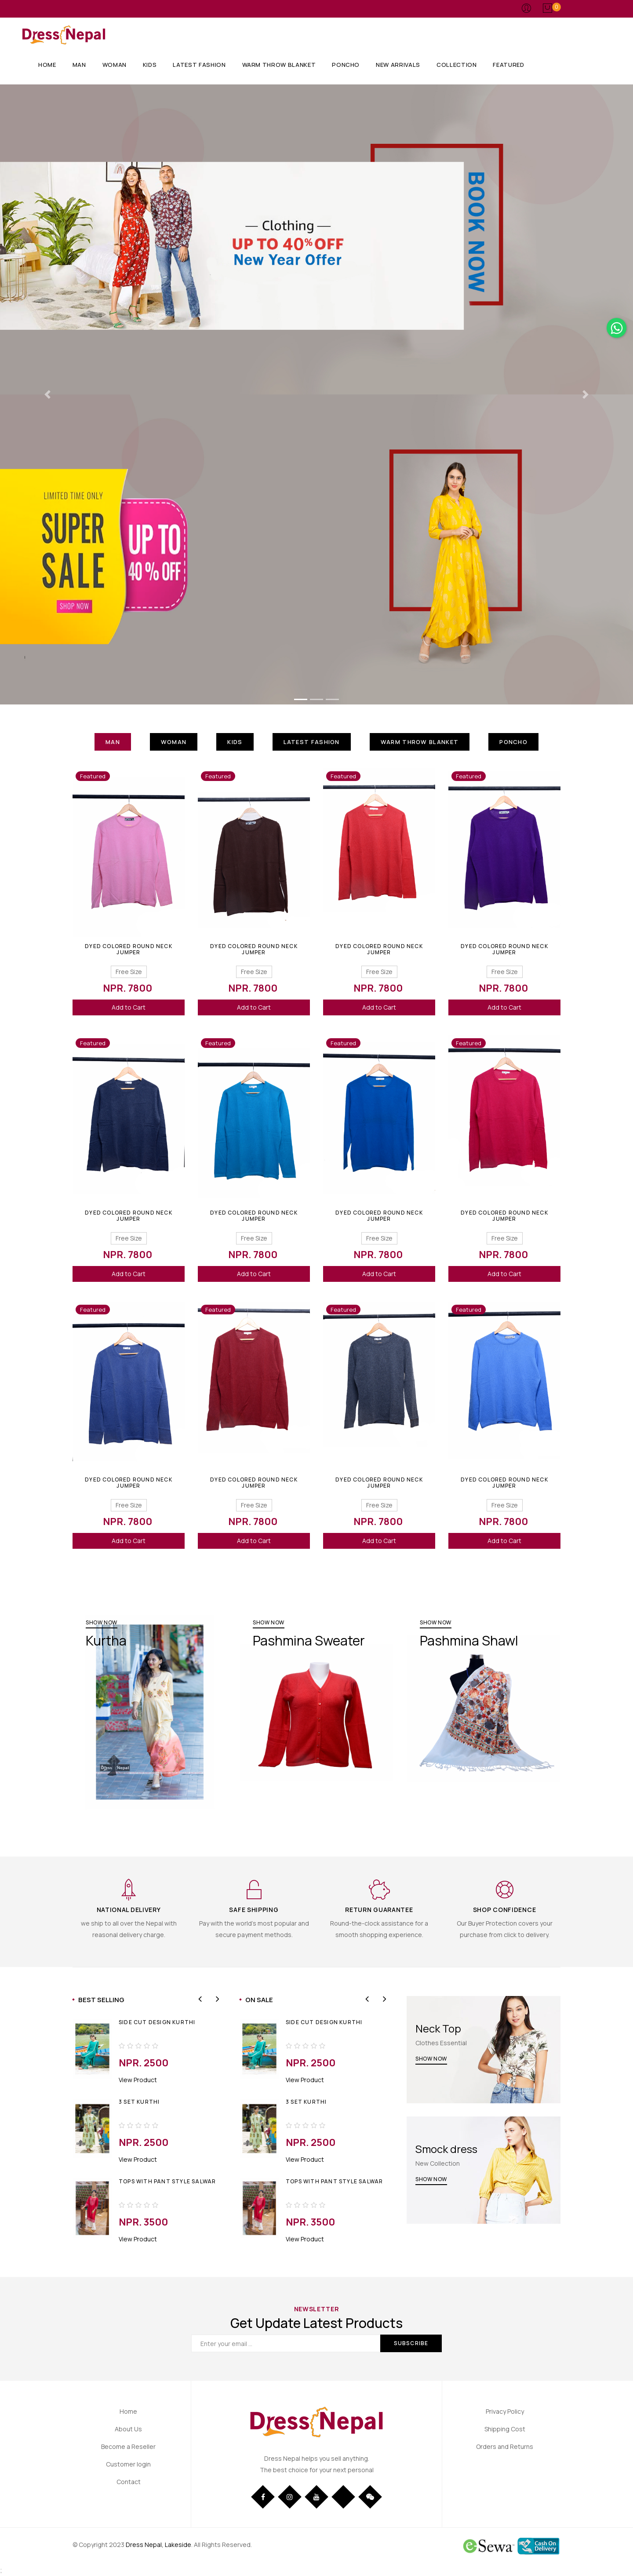 0
Dress Nepal
HOME MAN WOMAN KIDS LATEST FASHION WARM THROW BLANKET PONCHO NEW ARRIVALS COLLECTION FEATURED
Clothing
UP TO 40% OFF
New Year Offer
BOOK NOW
LIMITED TIME ONLY
SUPER
SALE
SHOP NOW
UP TO
40 % OFF
MAN WOMAN KIDS LATEST FASHION WARM THROW BLANKET PONCHO
Featured Featured Featured Featured
DYED COLORED ROUND NECK DYED COLORED ROUND NECK DYED COLORED ROUND NECK DYED COLORED ROUND NECK
JUMPER JUMPER JUMPER JUMPER
Free Size Free Size Free Size Free Size
NPR. 7800 NPR. 7800 NPR. 7800 NPR. 7800
Add to Cart Add to Cart Add to Cart Add to Cart
Featured Featured Featured Featured
DYED COLORED ROUND NECK DYED COLORED ROUND NECK DYED COLORED ROUND NECK DYED COLORED ROUND NECK
JUMPER JUMPER JUMPER JUMPER
Free Size Free Size Free Size Free Size
NPR. 7800 NPR. 7800 NPR. 7800 NPR. 7800
Add to Cart Add to Cart Add to Cart Add to Cart
Featured Featured Featured Featured
DYED COLORED ROUND NECK DYED COLORED ROUND NECK DYED COLORED ROUND NECK DYED COLORED ROUND NECK
JUMPER JUMPER JUMPER JUMPER
Free Size Free Size Free Size Free Size
NPR. 7800 NPR. 7800 NPR. 7800 NPR. 7800
Add to Cart Add to Cart Add to Cart Add to Cart
SHOW NOW SHOW NOW SHOW NOW
Kurtha Pashmina Sweater Pashmina Shawl
Dress Nepal
NATIONAL DELIVERY SAFE SHIPPING RETURN GUARANTEE SHOP CONFIDENCE
we ship to all over the Nepal with Pay with the world's most popular and Round-the-clock assistance for a Our Buyer Protection covers your
reasonal delivery charge. secure payment methods. smooth shopping experience. purchase from click to delivery.
BEST SELLING
SIDE CUT DESIGN KURTHI
NPR. 2500
View Product
3 SET KURTHI
NPR. 2500
View Product
TOPS WITH PANT STYLE SALWAR
NPR. 3500
View Product
ON SALE
SIDE CUT DESIGN KURTHI
NPR. 2500
View Product
3 SET KURTHI
NPR. 2500
View Product
TOPS WITH PANT STYLE SALWAR
NPR. 3500
View Product
Neck Top
Clothes Essential
SHOW NOW
Smock dress
New Collection
SHOW NOW
NEWSLETTER
Get Update Latest Products
Enter your email... SUBSCRIBE
Home
About Us
Become a Reseller
Customer login
Contact
Dress Nepal
Dress Nepal helps you sell anything.
The best choice for your next personal
Privacy Policy
Shipping Cost
Orders and Returns
© Copyright 2023 Dress Nepal, Lakeside. All Rights Reserved.
eSewa Cash On
Delivery